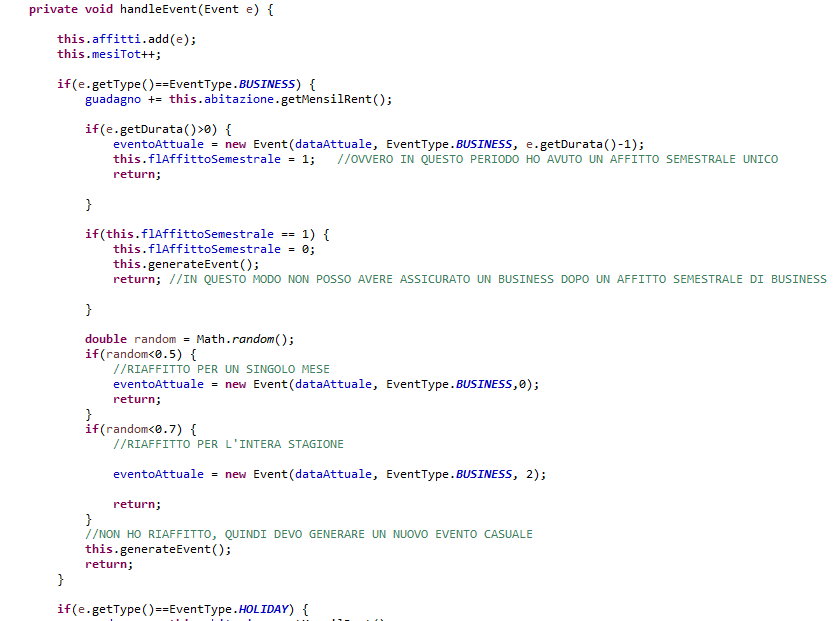 private void handleEvent(Event e) {
this.affitti.add(e);
this.mesiTot++;
if(e.getType()==EventType.BUSINESS) {
guadagno += this.abitazione.getMensilRent();
if(e.getDurata()>0) {
eventoAttuale = new Event(dataAttuale, EventType.BUSINESS, e.getDurata()-1);
this.flAffittoSemestrale = 1;   //OVVERO IN QUESTO PERIODO HO AVUTO UN AFFITTO SEMESTRALE UNICO
return;
}
if(this.flAffittoSemestrale == 1) {
this.flAffittoSemestrale = 0;
this.generateEvent();
return; //IN QUESTO MODO NON POSSO AVERE ASSICURATO UN BUSINESS DOPO UN AFFITTO SEMESTRALE DI BUSINESS
}
double random = Math.random();
if(random<0.5) {
//RIAFFITTO PER UN SINGOLO MESE
eventoAttuale = new Event(dataAttuale, EventType.BUSINESS,0);
return;
}
if(random<0.7) {
//RIAFFITTO PER L'INTERA STAGIONE
eventoAttuale = new Event(dataAttuale, EventType.BUSINESS, 2);
return;
}
//NON HO RIAFFITTO, QUINDI DEVO GENERARE UN NUOVO EVENTO CASUALE
this.generateEvent();
return;
}
if(e.getType()==EventType.HOLIDAY) {